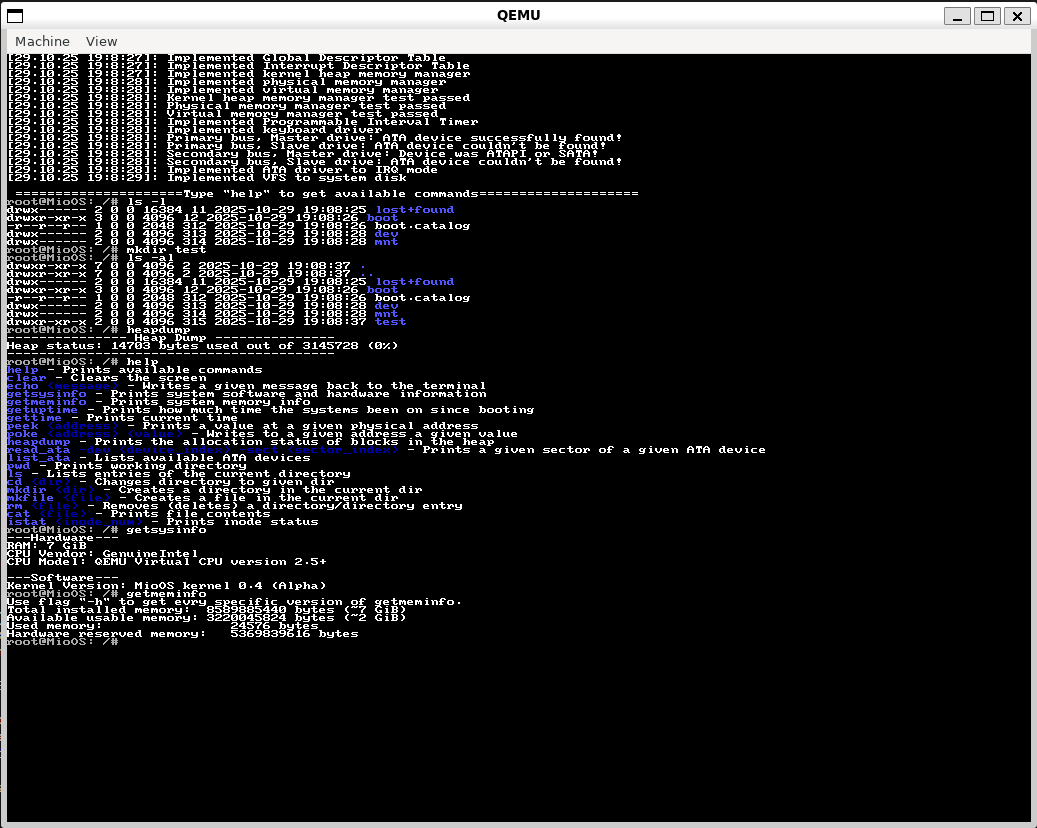 QEMU
Machine View
[29.10.25 19:8:27]: Implemented Global Descriptor Table
[29.10.25 19:8:27]: Implemented Interrupt Descriptor Table
[29.10.25 19:8:27]: Implemented kernel heap memory manager
[29.10.25 19:8:28]: Implemented physical memory manager
[29.10.25 19:8:28]: Implemented virtual memory manager
[29.10.25 19:8:28]: Kernel heap memory manager test passed
[29.10.25 19:8:28]: Physical memory manager test passed
[29.10.25 19:8:28]: Virtual memory manager test passed
[29.10.25 19:8:28]: Implemented Programmable Interval Timer
[29.10.25 19:8:28]: Implemented keyboard driver
[29.10.25 19:8:28]: Primary bus, Master drive: ATA device successfully found!
[29.10.25 19:8:28]: Primary bus, Slave drive: ATA device couldn't be found!
[29.10.25 19:8:28]: Secondary bus, Master drive: Device was ATAPI or SATA!
[29.10.25 19:8:28]: Secondary bus, Slave drive: ATA device couldn't be found!
[29.10.25 19:8:28]: Implemented ATA driver to IRQ mode
[29.10.25 19:8:29]: Implemented VFS to system disk
=====================Type "help" to get available commands====================
root@MioOS: /# ls -l
drwx------ 2 0 0 16384 11 2025-10-29 19:08:25 lost+found
drwxr-xr-x 3 0 0 4096 12 2025-10-29 19:08:26 boot
-r--r--r-- 1 0 0 2048 312 2025-10-29 19:08:26 boot.catalog
drwx------ 2 0 0 4096 313 2025-10-29 19:08:28 dev
drwx------ 2 0 0 4096 314 2025-10-29 19:08:28 mnt
root@MioOS: /# mkdir test
root@MioOS: /# ls -al
drwxr-xr-x 7 0 0 4096 2 2025-10-29 19:08:37 .
drwxr-xr-x 7 0 0 4096 2 2025-10-29 19:08:37 ..
drwx------ 2 0 0 16384 11 2025-10-29 19:08:25 lost+found
drwxr-xr-x 3 0 0 4096 12 2025-10-29 19:08:26 boot
-r--r--r-- 1 0 0 2048 312 2025-10-29 19:08:26 boot.catalog
drwx------ 2 0 0 4096 313 2025-10-29 19:08:28 dev
drwx------ 2 0 0 4096 314 2025-10-29 19:08:28 mnt
drwxr-xr-x 2 0 0 4096 315 2025-10-29 19:08:37 test
root@MioOS: /# heapdump
--------------- Heap Dump ---------------
Heap status: 14703 bytes used out of 3145728 (0%)
-----------------------------------------
root@MioOS: /# help
help - Prints available commands
clear - Clears the screen
echo - Writes a given message back to the terminal
getsysinfo - Prints system software and hardware information
getmeminfo - Prints system memory info
getuptime - Prints how much time the systems been on since booting
gettime - Prints current time
peek (address) - Prints a value at a given physical address
poke (address) (value) - Writes to a given address a given value
heapdump - Prints the allocation status of blocks in the heap
read_ata -dev (device_index) -sect (sector_index) - Prints a given sector of a given ATA device
list_ata - Lists available ATA devices
pwd - Prints working directory
ls - Lists entries of the current directory
cd (dir) - Changes directory to given dir
mkdir (dir) - Creates a directory in the current dir
mkfile (file) - Creates a file in the current dir
rm (file) - Removes (deletes) a directory/directory entry
cat (file) - Prints file contents
istat (inode_num) - Prints inode status
root@MioOS: /# getsysinfo
---Hardware---
RAM: 7 GiB
CPU Vendor: GenuineIntel
CPU Model: QEMU Virtual CPU version 2.5+
---Software---
Kernel Version: MioOS kernel 0.4 (Alpha)
root@MioOS: /# getmeminfo
Use flag "-h" to get evry specific version of getmeminfo.
Total installed memory: 8589885440 bytes (~7 GiB)
Available usable memory: 3220045824 bytes (~2 GiB)
Used memory: 24576 bytes
Hardware reserved memory: 5369839616 bytes
root@MioOS: /#